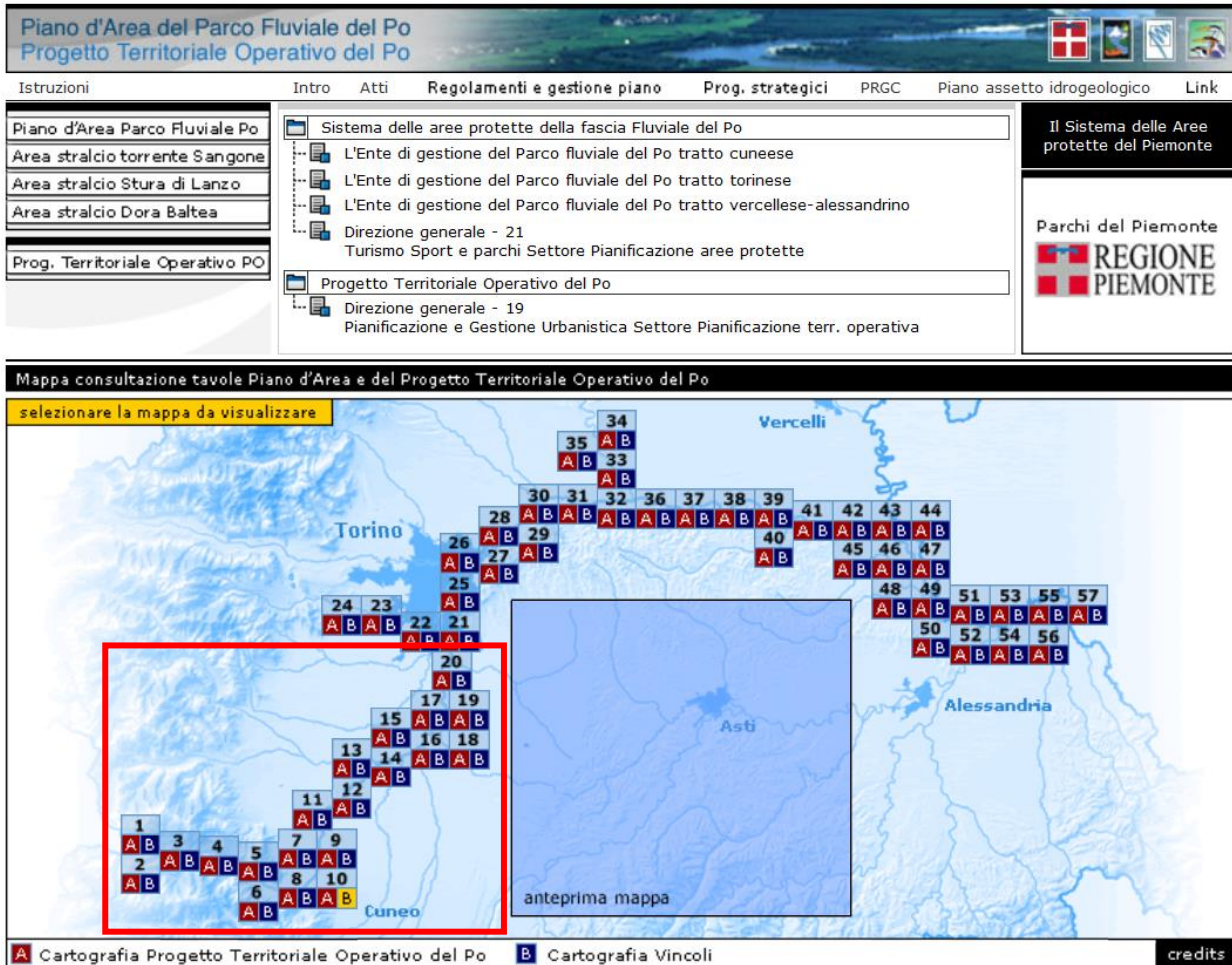 Piano d'Area del Parco Fluviale del Po
Progetto Territoriale Operativo del Po
Istruzioni Intro Atti Regolamenti e gestione piano Prog. strategici PRGC Piano assetto idrogeologico Link
Piano d'Area Parco Fluviale Po
Area stralcio torrente Sangone
Area stralcio Stura di Lanzo
Area stralcio Dora Baltea
Prog. Territoriale Operativo PO
Sistema delle aree protette della fascia Fluviale del Po
L'Ente di gestione del Parco fluviale del Po tratto cuneese
L'Ente di gestione del Parco fluviale del Po tratto torinese
L'Ente di gestione del Parco fluviale del Po tratto vercellese-alessandrino
Direzione generale - 21
Turismo Sport e parchi Settore Pianificazione aree protette
Progetto Territoriale Operativo del Po
Direzione generale - 19
Pianificazione e Gestione Urbanistica Settore Pianificazione terr. operativa
Il Sistema delle Aree
protette del Piemonte
Parchi del Piemonte
REGIONE
PIEMONTE
Mappa consultazione tavole Piano d'Area e del Progetto Territoriale Operativo del Po
selezionare la mappa da visualizzare
34 Vercelli
35 A B
A B 33
A B
30 31 32 36 37 38 39
A B A B A B A B A B A B A B
41 42 43 44
A B A B A B A B
28 29 40
A B A B A B
Torino
26 27 45 46 47
A B A B A B A B A B
25 48 49 51 53 55 57
A B A B A B A B A B A B A B
24 23 22 21
A B A B A B A B
50 52 54 56
A B A B A B A B
20
A B
17 19
A B A B
15 16 18
A B A B A B
13 14
A B A B
Asti
Alessandria
11 12
A B A B
1 3 4 5 7 9
A B A B A B A B A B A B
2 6 8 10
A B A B A B A B
Cuneo
anteprima mappa
A Cartografia Progetto Territoriale Operativo del Po B Cartografia Vincoli
credits